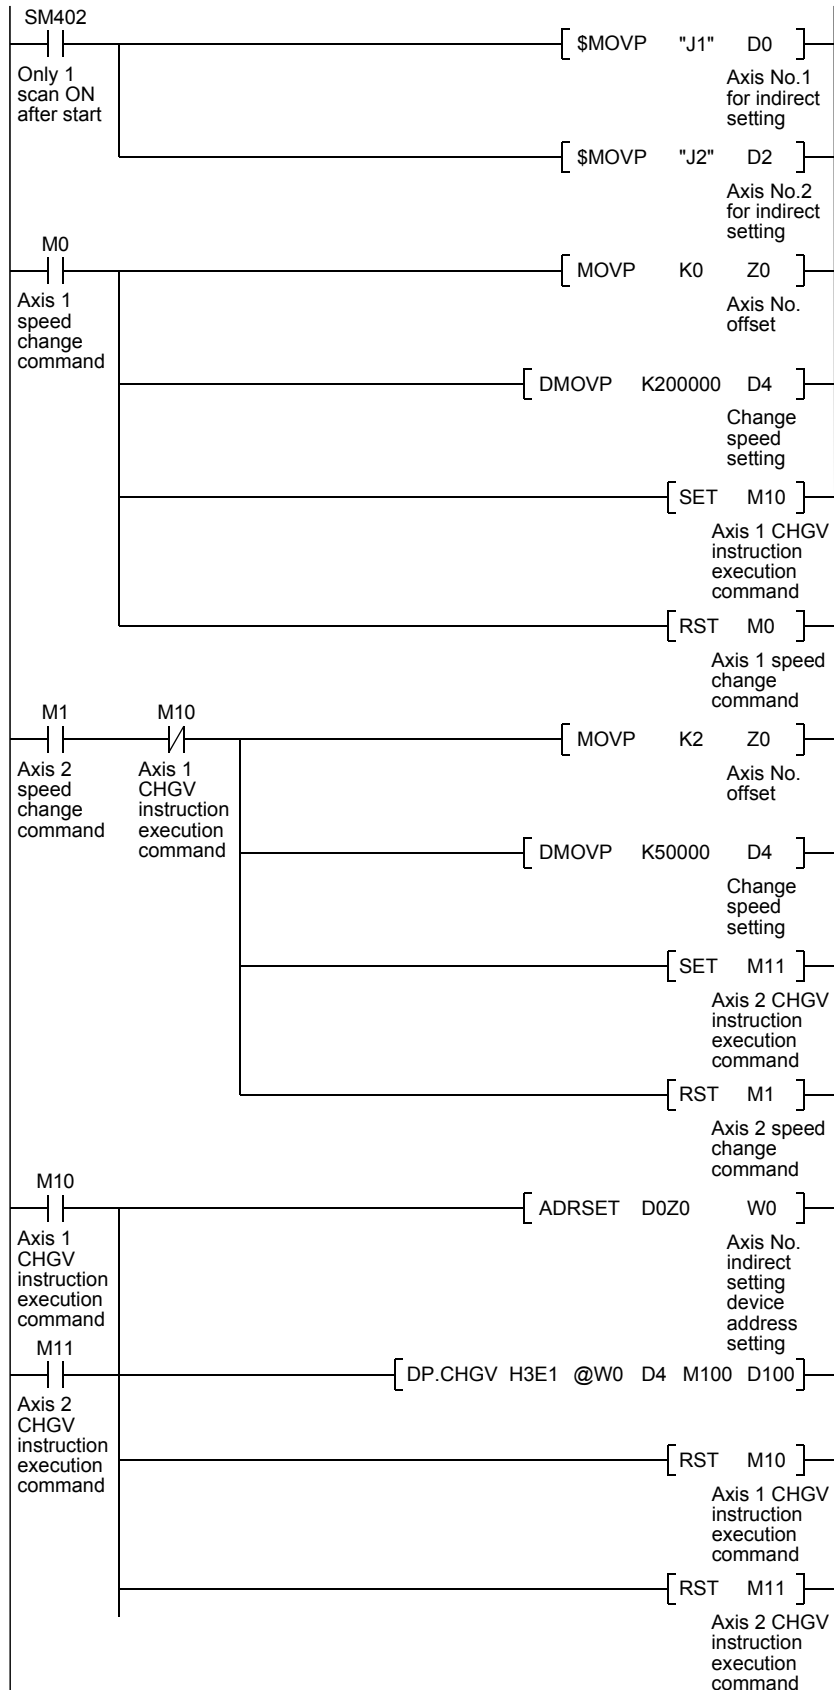 SM402
$MOVP "J1" D0
Only 1
scan ON
after start
Axis No.1
for indirect
setting
$MOVP "J2" D2
Axis No.2
for indirect
setting
M0
MOVP K0 Z0
Axis 1
speed
change
command
Axis No.
offset
DMOVP K200000 D4
Change
speed
setting
SET M10
Axis 1 CHGV
instruction
execution
command
RST M0
Axis 1 speed
change
command
M1 M10
MOVP K2 Z0
Axis 2
speed
change
command
Axis 1
CHGV
instruction
execution
command
Axis No.
offset
DMOVP K50000 D4
Change
speed
setting
SET M11
Axis 2 CHGV
instruction
execution
command
RST M1
Axis 2 speed
change
command
M10
ADRSET D0Z0 W0
Axis 1
CHGV
instruction
execution
command
Axis No.
indirect
setting
device
address
setting
M11
DP.CHGV H3E1 @W0 D4 M100 D100
Axis 2
CHGV
instruction
execution
command
RST M10
Axis 1 CHGV
instruction
execution
command
RST M11
Axis 2 CHGV
instruction
execution
command